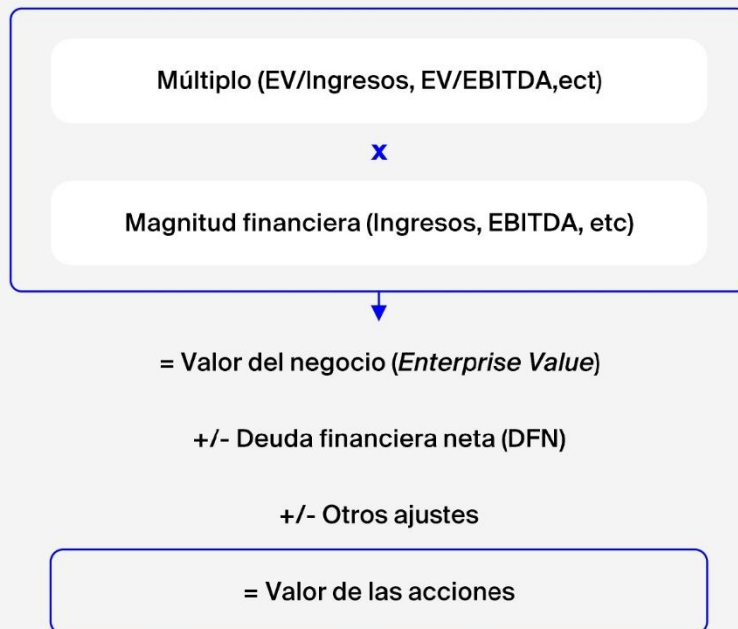 Múltiplo (EV/Ingresos, EV/EBITDA,ect)
x
Magnitud financiera (Ingresos, EBITDA, etc)
= Valor del negocio (Enterprise Value)
+/- Deuda financiera neta (DFN)
+/- Otros ajustes
= Valor de las acciones